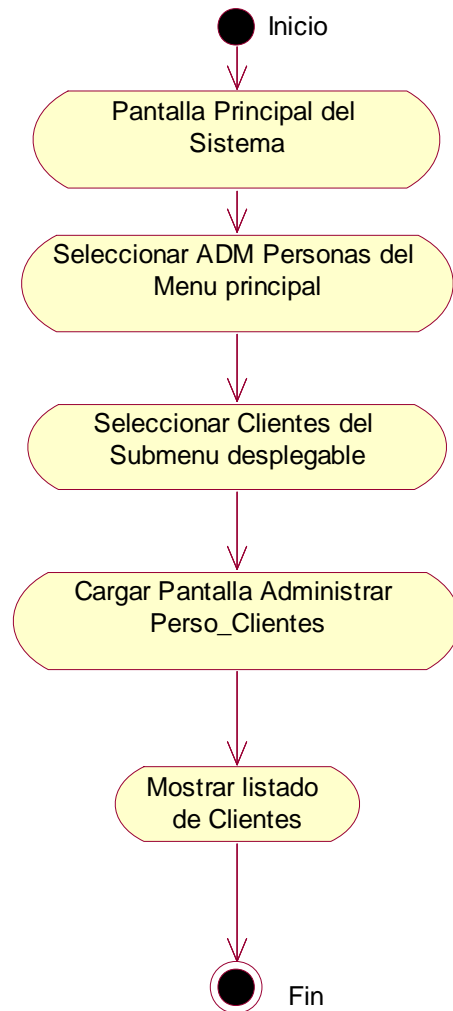 Inicio
Pantalla Principal del
Sistema
Seleccionar ADM Personas del
Menu principal
Seleccionar Clientes del
Submenu desplegable
Cargar Pantalla Administrar
Perso_Clientes
Mostrar listado
de Clientes
Fin